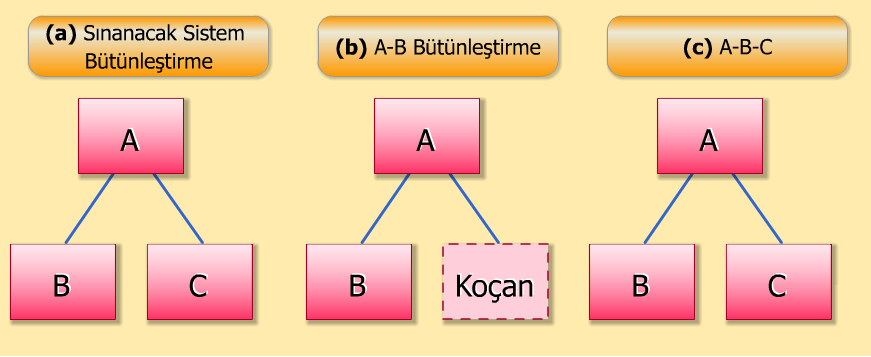 (a) Sınanacak Sistem
Bütünleştirme
(b) A-B Bütünleştirme
(c) A-B-C
A
A
A
B
C
B
Koçan
B
C